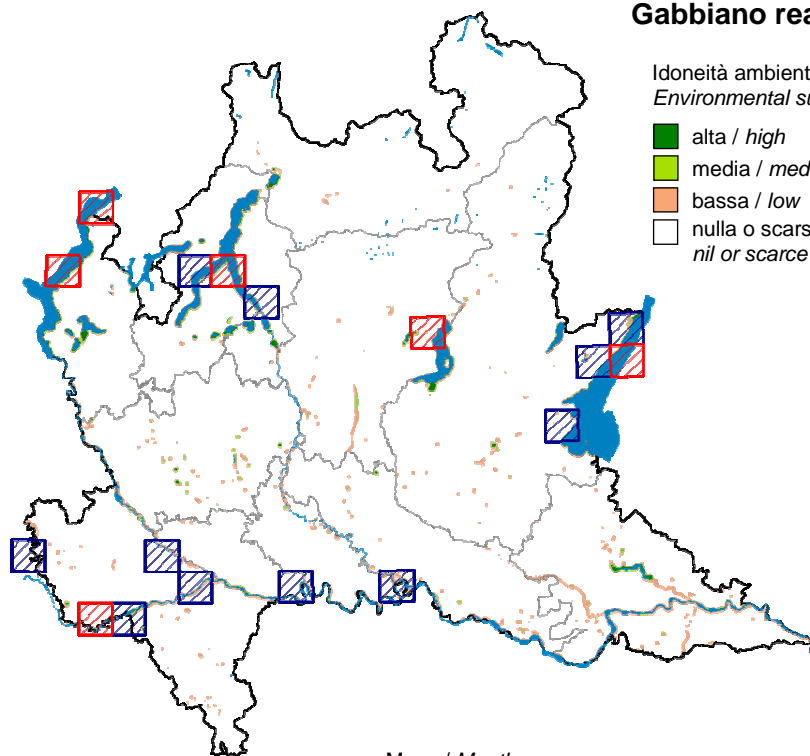 Gabbiano rea
Idoneità ambient
Environmental su
alta / high
media / med
bassa / low
nulla o scars
nil or scarce